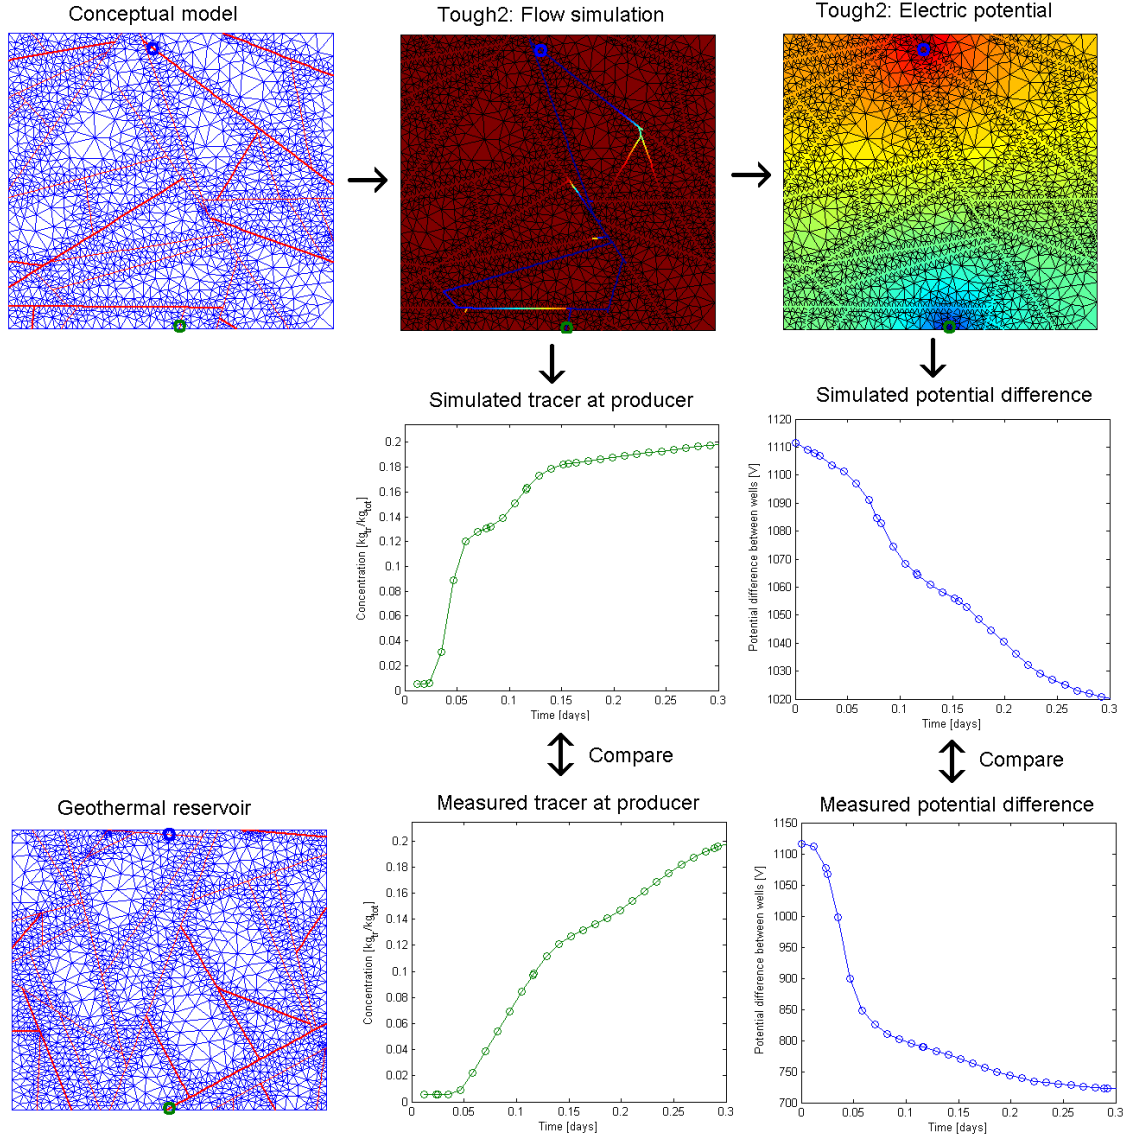 Conceptual model
Tough2: Flow simulation
Tough2: Electric potential
Simulated tracer at producer
Concentration [kg_tr/kg_tot]
0.2
0.18
0.16
0.14
0.12
0.1
0.08
0.06
0.04
0.02
0
0 0.05 0.1 0.15 0.2 0.25 0.3
Time [days]
Simulated potential difference
Potential difference between wells [V]
1120
1110
1100
1090
1080
1070
1060
1050
1040
1030
1020
0 0.05 0.1 0.15 0.2 0.25 0.3
Time [days]
Compare
Compare
Geothermal reservoir
Measured tracer at producer
Concentration [kg_tr/kg_tot]
0.2
0.18
0.16
0.14
0.12
0.1
0.08
0.06
0.04
0.02
0
0 0.05 0.1 0.15 0.2 0.25 0.3
Time [days]
Measured potential difference
Potential difference between wells [V]
1150
1100
1050
1000
950
900
850
800
750
700
0 0.05 0.1 0.15 0.2 0.25 0.3
Time [days]